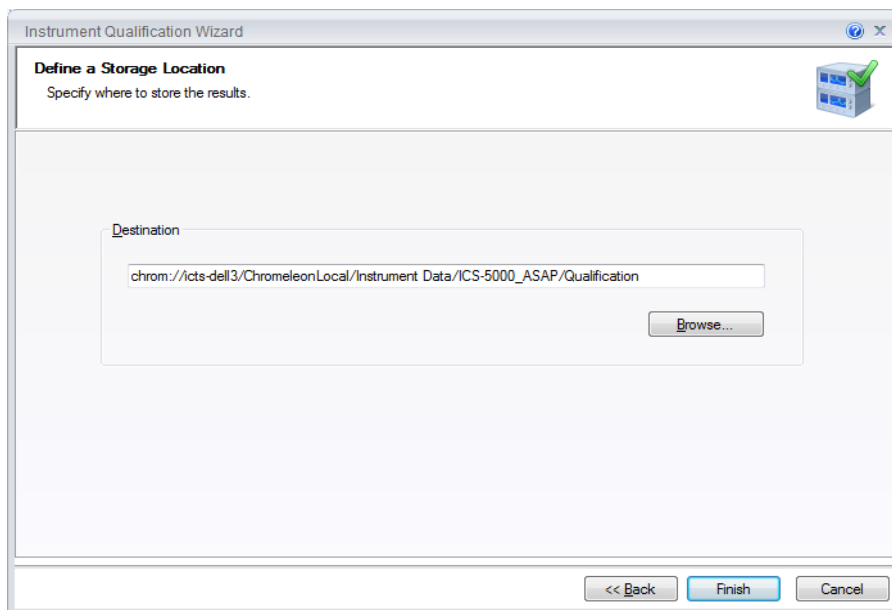 Instrument Qualification Wizard
Define a Storage Location
Specify where to store the results.
Destination
chrom://icts-dell3/ChromeleonLocal/Instrument Data/ICS-5000_ASAP/Qualification
Browse...
<< Back Finish Cancel